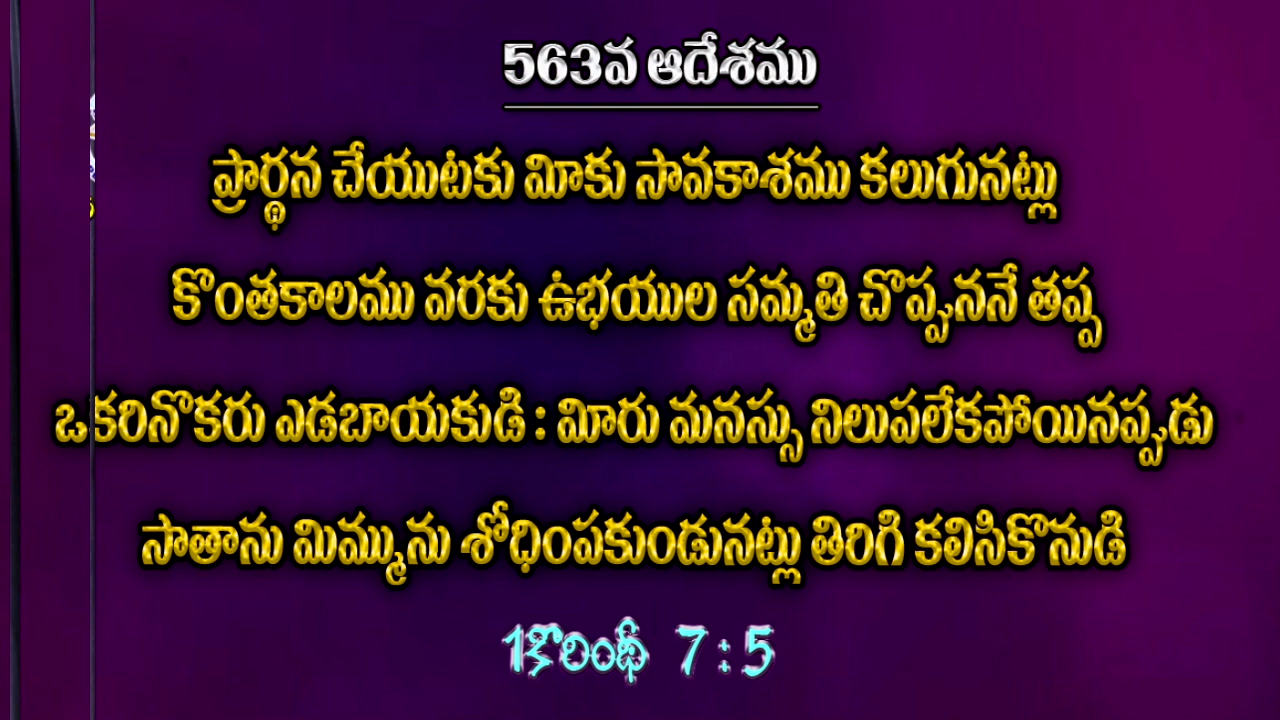 563వ ఆదేశము
ప్రార్థన చేయుటకు మీకు సావకాశము కలుగునట్లు
కొంతకాలము వరకు ఉభయుల సమ్మతి చొప్పుననే తప్ప
ఒకరినొకరు ఎడబాయకుడి : మీరు మనస్సు నిలుపలేకపోయినప్పుడు
సాతాను మిమ్మును శోధింపకుండునట్లు తిరిగి కలిసికొనుడి
1కొరింథీ 7 : 5